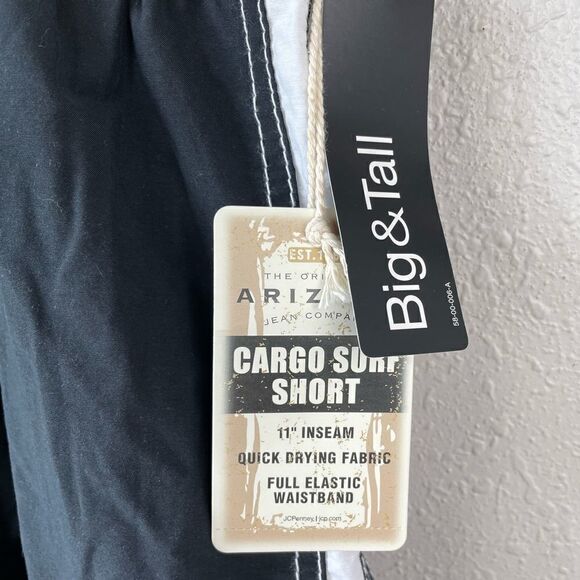 Big & Tall
58-00-006-A
EST. 1
THE ORI
ARIZ
JEAN COMPA
CARGO SURF
SHORT
11" INSEAM
QUICK DRYING FABRIC
FULL ELASTIC
WAISTBAND
JCPenney | jcp.com